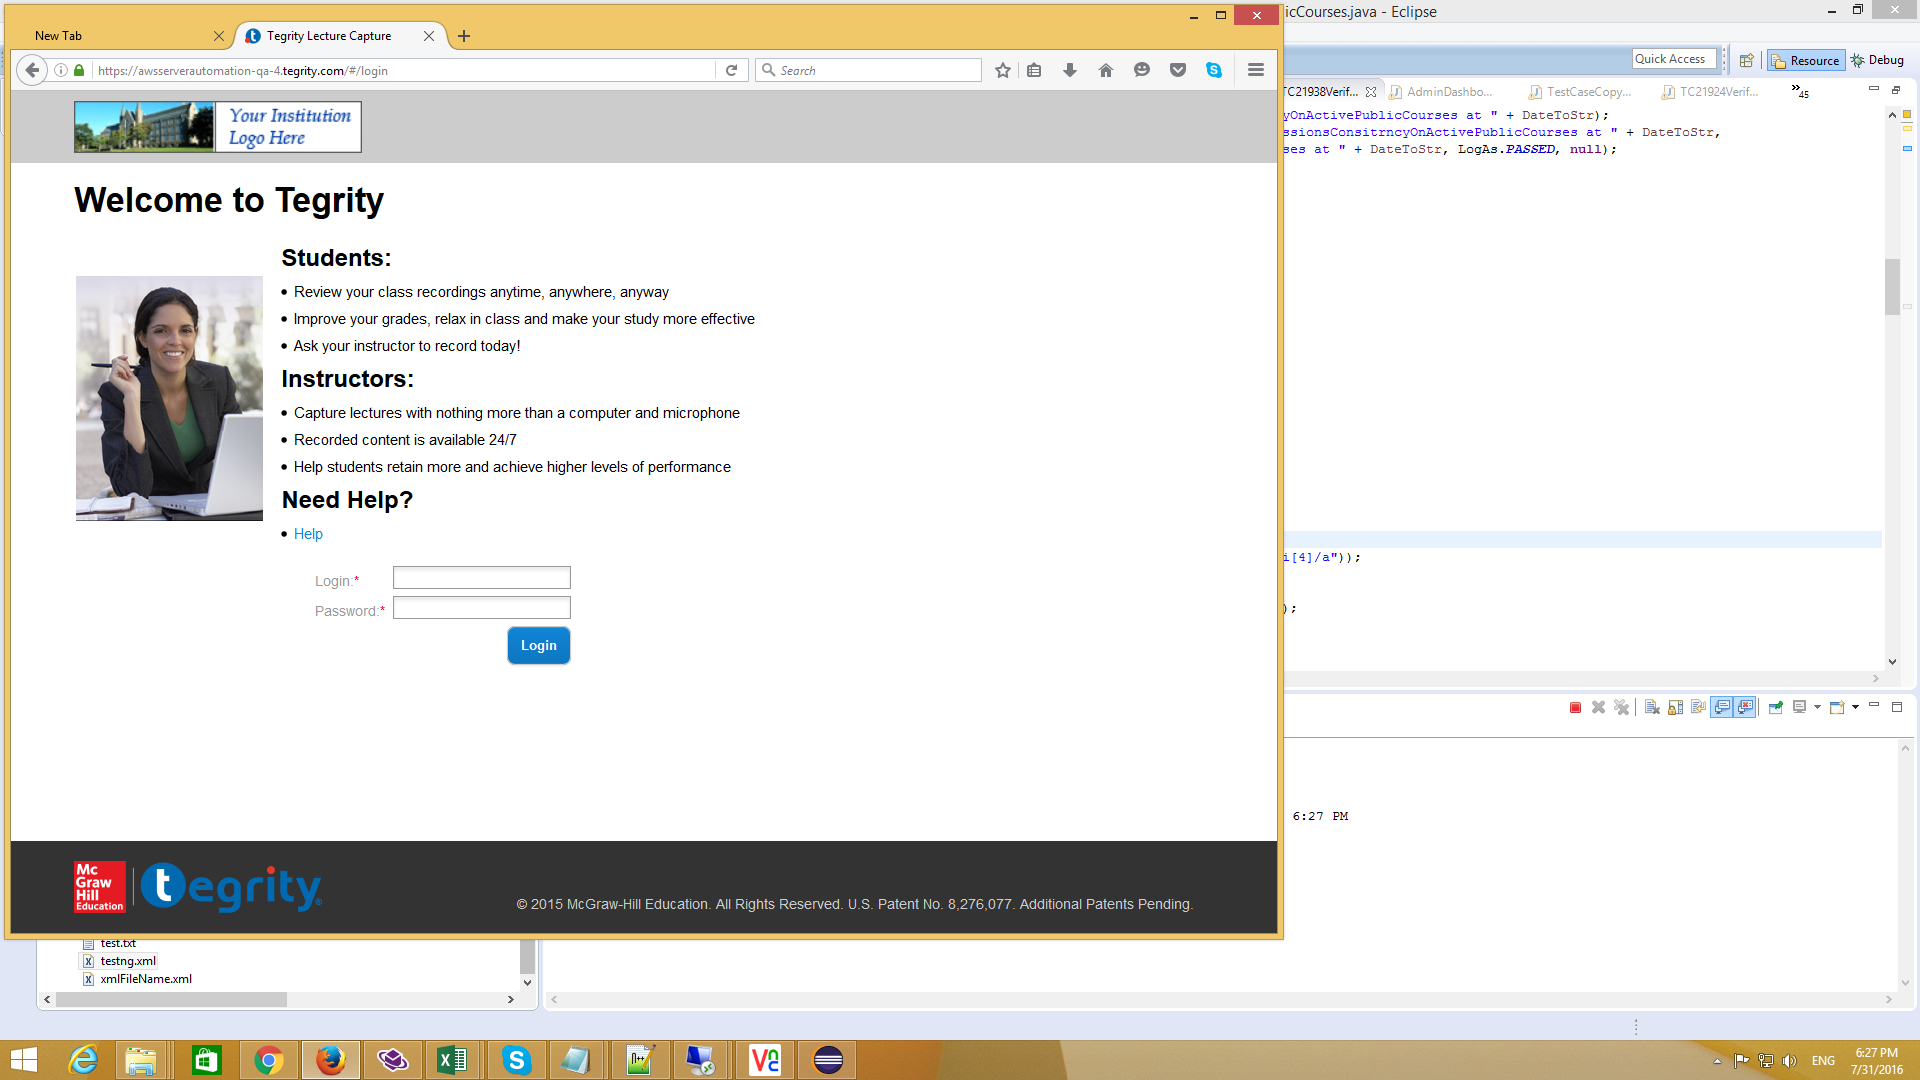 icCourses.java - Eclipse
New Tab
Tegrity Lecture Capture
https://awsserverautomation-qa-4.tegrity.com/#/login
Search
Quick Access
Resource
Debug
TC21938Verif...
AdminDashbo...
TestCaseCopy...
TC21924Verif...
»45
yOnActivePublicCourses at " + DateToStr);
ssionsConsitrncyOnActivePublicCourses at " + DateToStr,
ses at " + DateToStr, LogAs.PASSED, null);
i[4]/a"));
);
6:27 PM
Your Institution
Logo Here
Welcome to Tegrity
Students:
Review your class recordings anytime, anywhere, anyway
Improve your grades, relax in class and make your study more effective
Ask your instructor to record today!
Instructors:
Capture lectures with nothing more than a computer and microphone
Recorded content is available 24/7
Help students retain more and achieve higher levels of performance
Need Help?
Help
Login:*
Password:*
Login
Mc
Graw
Hill
Education
tegrity
© 2015 McGraw-Hill Education. All Rights Reserved. U.S. Patent No. 8,276,077. Additional Patents Pending.
test.txt
testng.xml
xmlFileName.xml
ENG
6:27 PM
7/31/2016